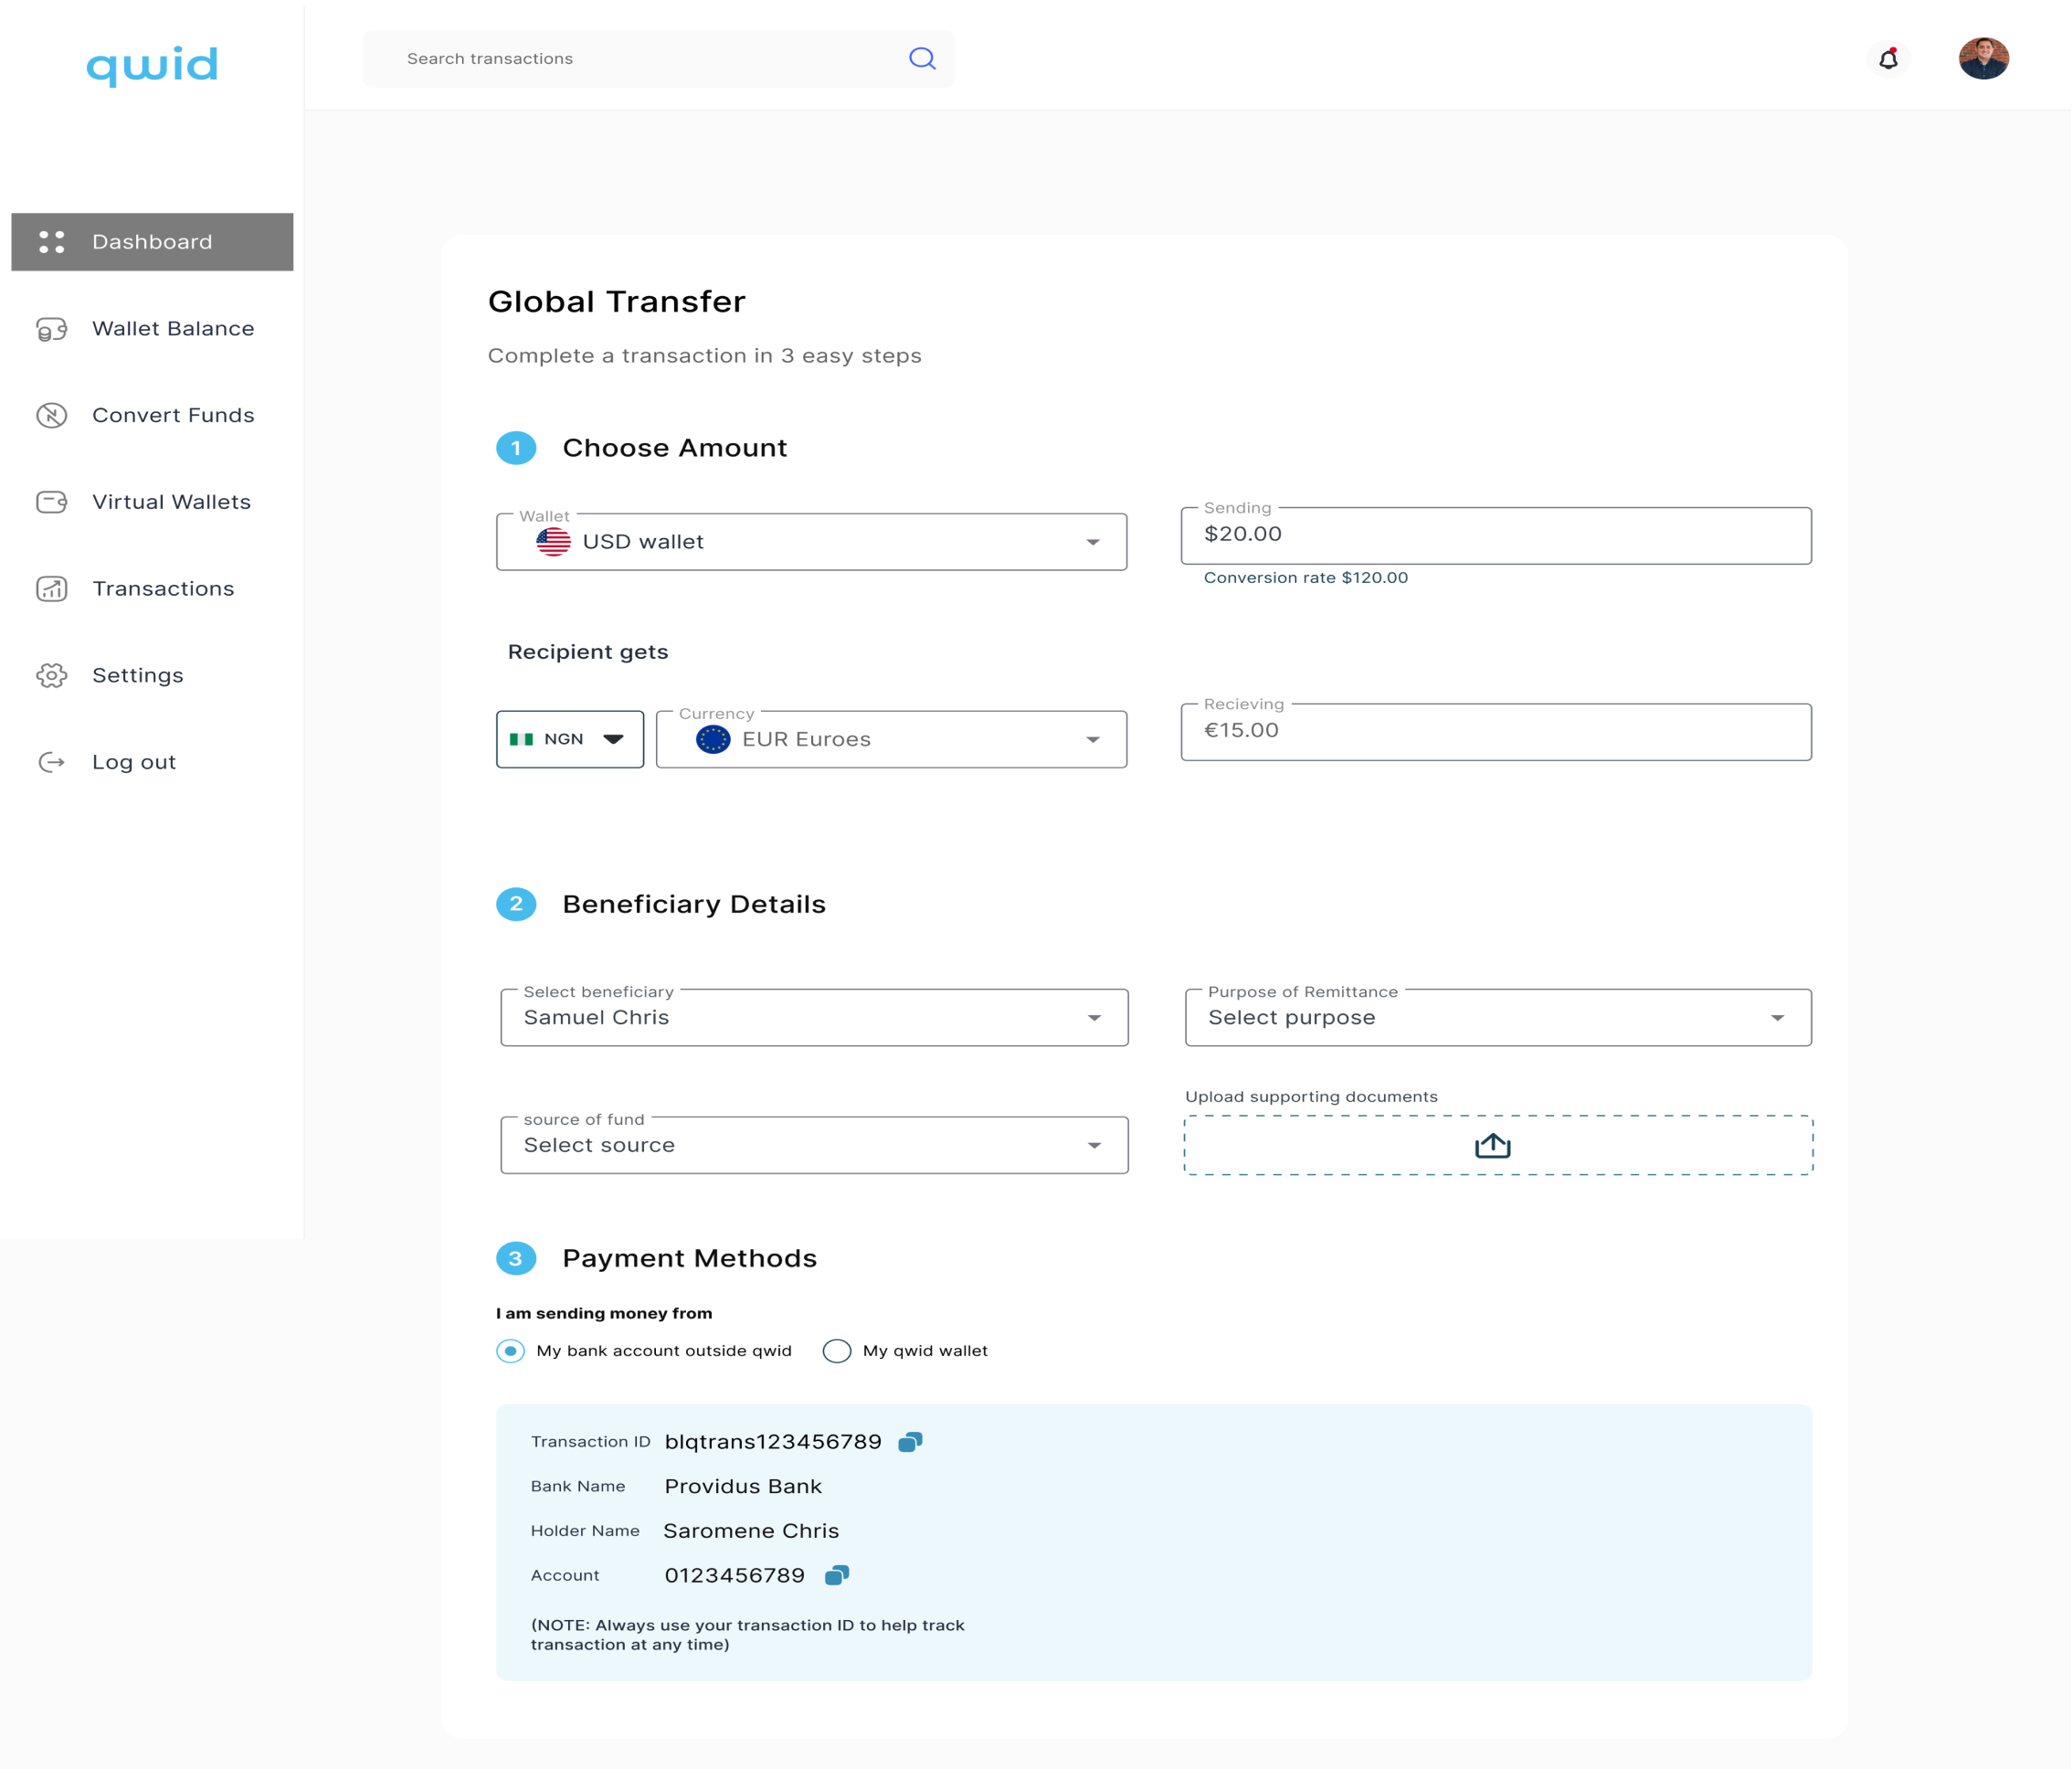 qwid
Search transactions
Dashboard
Wallet Balance
Convert Funds
Virtual Wallets
Transactions
Settings
Log out
Global Transfer
Complete a transaction in 3 easy steps
1 Choose Amount
Wallet
USD wallet
Sending
$20.00
Conversion rate $120.00
Recipient gets
NGN
Currency
EUR Euroes
Recieving
€15.00
2 Beneficiary Details
Select beneficiary
Samuel Chris
Purpose of Remittance
Select purpose
source of fund
Select source
Upload supporting documents
3 Payment Methods
I am sending money from
My bank account outside qwid
My qwid wallet
Transaction ID blqtrans123456789
Bank Name Providus Bank
Holder Name Saromene Chris
Account 0123456789
(NOTE: Always use your transaction ID to help track
transaction at any time)